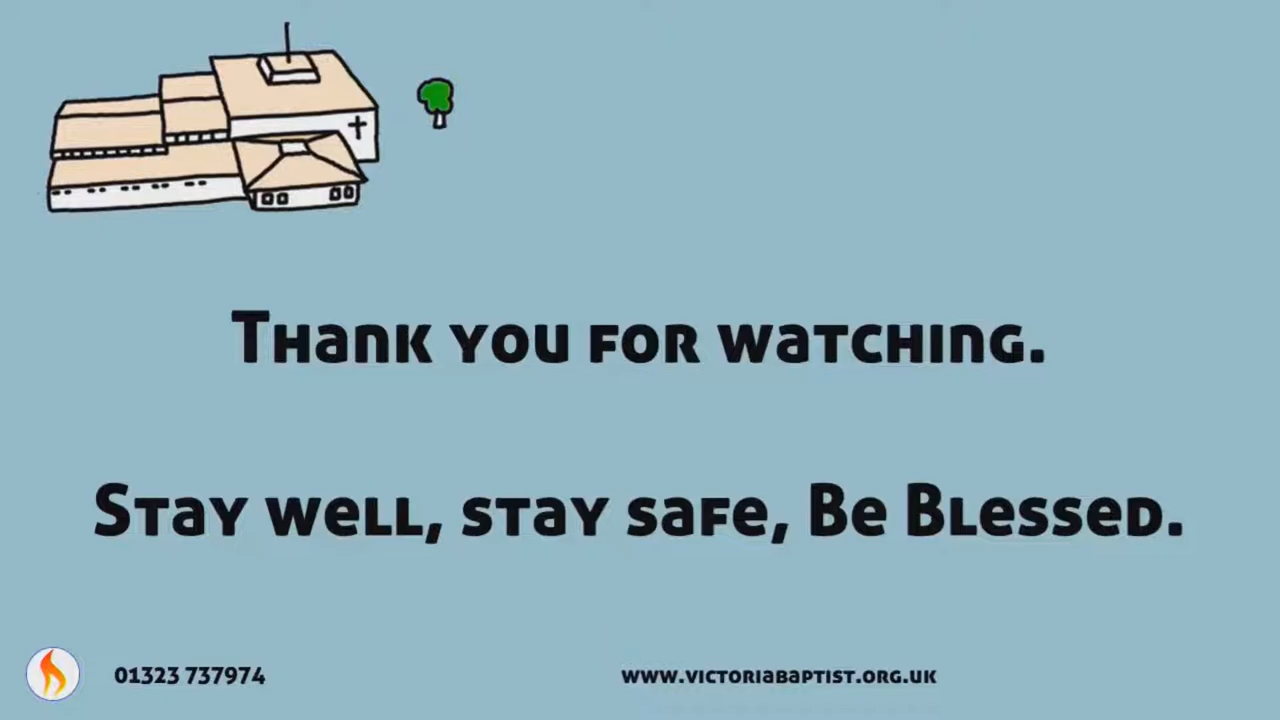 Thank you for watching.
Stay well, stay safe, Be Blessed.
01323 737974
www.victoriabaptist.org.uk